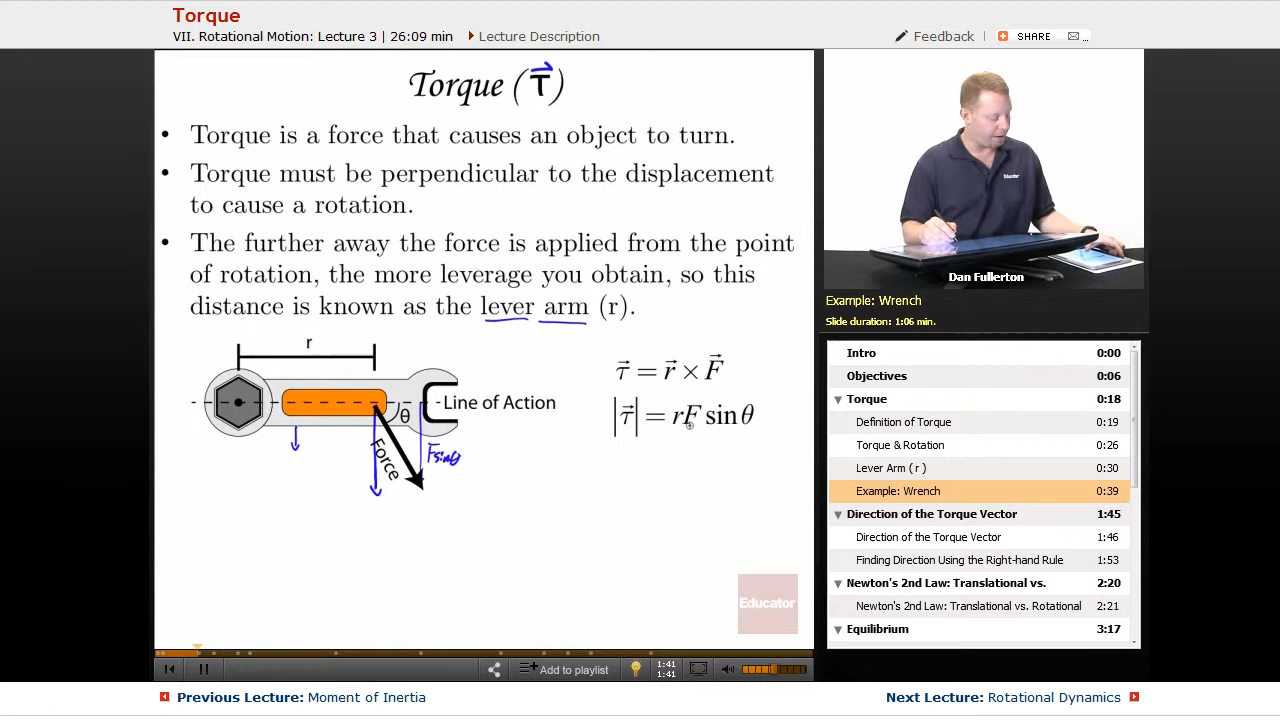 Torque
VII. Rotational Motion: Lecture 3 | 26:09 min
Lecture Description
Feedback
SHARE
Torque (τ⃗)
• Torque is a force that causes an object to turn.
• Torque must be perpendicular to the displacement
to cause a rotation.
• The further away the force is applied from the point
of rotation, the more leverage you obtain, so this
distance is known as the lever arm (r).
r
θ
Line of Action
Force
Fsinθ
τ⃗ = r⃗ × F⃗
|τ⃗| = rF sin θ
Educator
Educator
Dan Fullerton
Example: Wrench
Slide duration: 1:06 min.
Intro 0:00
Objectives 0:06
Torque 0:18
Definition of Torque 0:19
Torque & Rotation 0:26
Lever Arm ( r ) 0:30
Example: Wrench 0:39
Direction of the Torque Vector 1:45
Direction of the Torque Vector 1:46
Finding Direction Using the Right-hand Rule 1:53
Newton's 2nd Law: Translational vs. 2:20
Newton's 2nd Law: Translational vs. Rotational 2:21
Equilibrium 3:17
Add to playlist
1:41
1:41
Previous Lecture: Moment of Inertia
Next Lecture: Rotational Dynamics